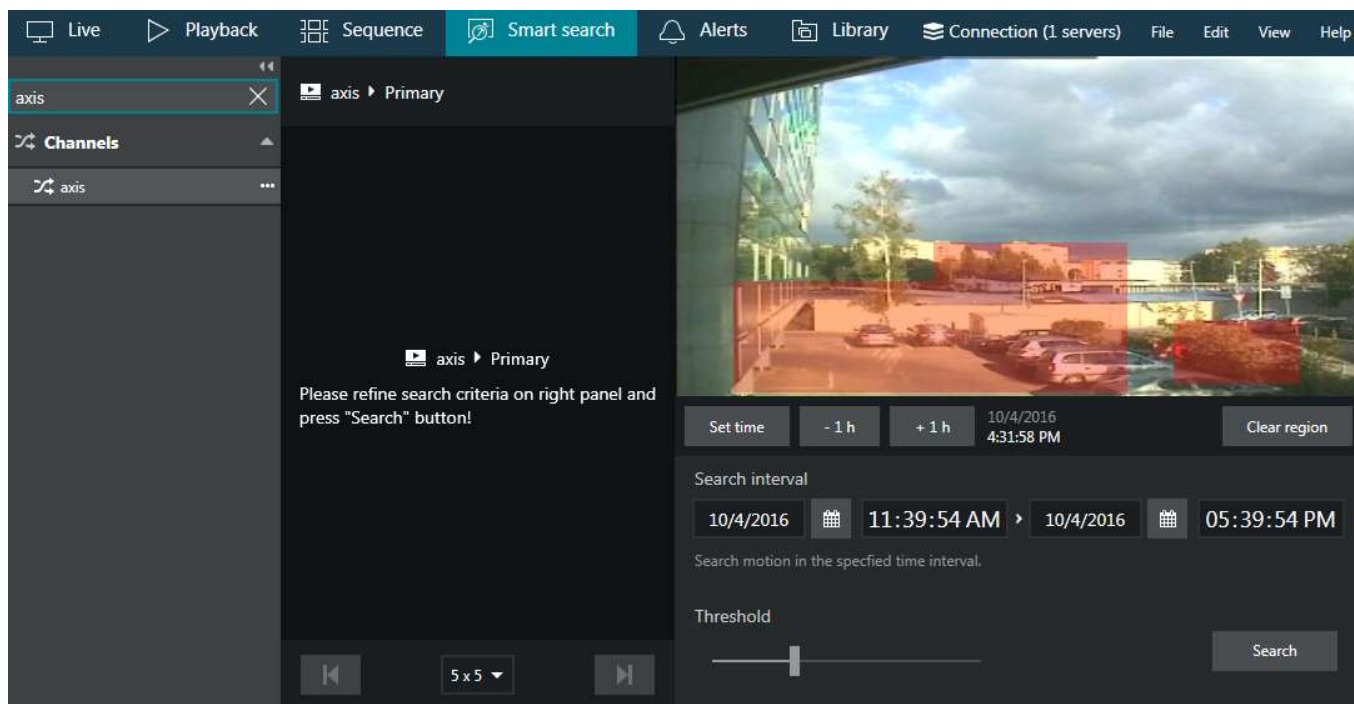 Live Playback Sequence Smart search Alerts Library Connection (1 servers) File Edit View Help
axis
Channels
axis
axis Primary
axis Primary
Please refine search criteria on right panel and
press "Search" button!
5 x 5
Set time - 1 h + 1 h 10/4/2016 4:31:58 PM Clear region
Search interval
10/4/2016 11:39:54 AM › 10/4/2016 05:39:54 PM
Search motion in the specfied time interval.
Threshold
Search